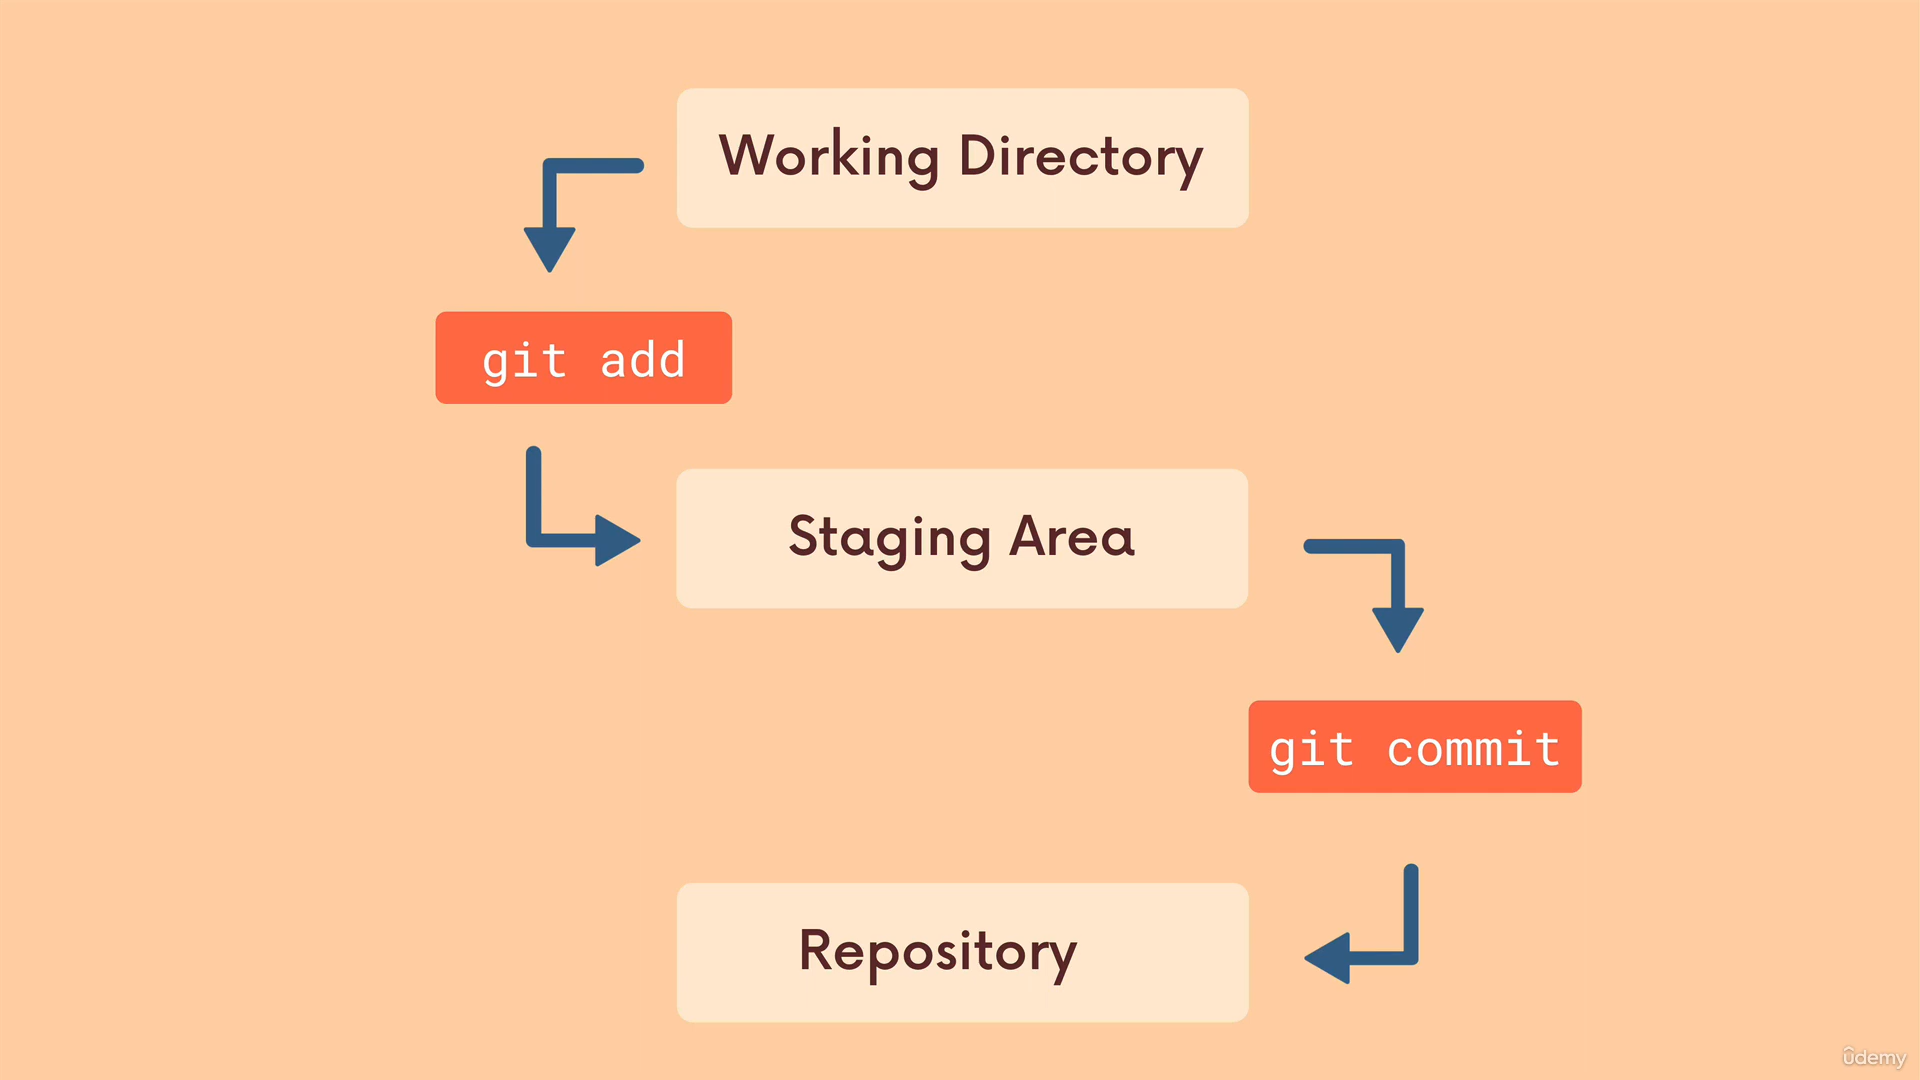 Working Directory
git add
Staging Area
git commit
Repository
ûdemy